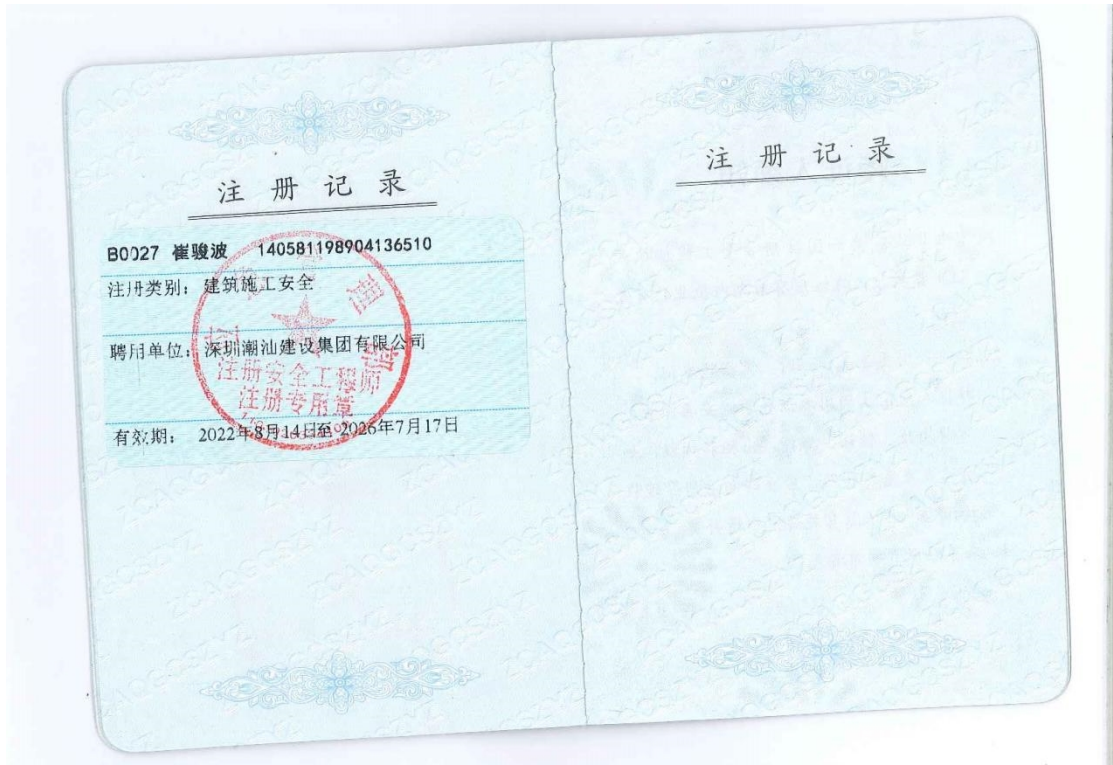 注册记录
B0027 崔骏波 140581198904136510
注册类别：建筑施工安全
聘用单位：深圳潮汕建设集团有限公司
注册安全工程师
注册专用章
有效期： 2022年8月14日至 2026年7月17日
注册记录